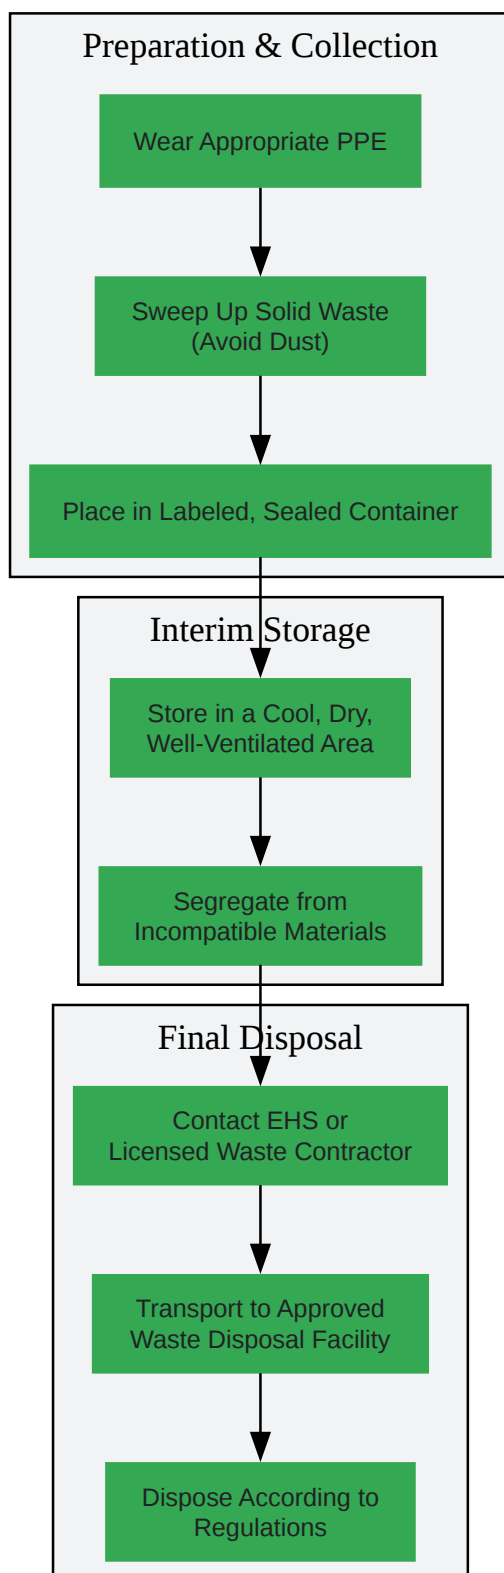 Preparation & Collection
Wear Appropriate PPE
Sweep Up Solid Waste
(Avoid Dust)
Place in Labeled, Sealed Container
Interim Storage
Store in a Cool, Dry,
Well-Ventilated Area
Segregate from
Incompatible Materials
Final Disposal
Contact EHS or
Licensed Waste Contractor
Transport to Approved
Waste Disposal Facility
Dispose According to
Regulations